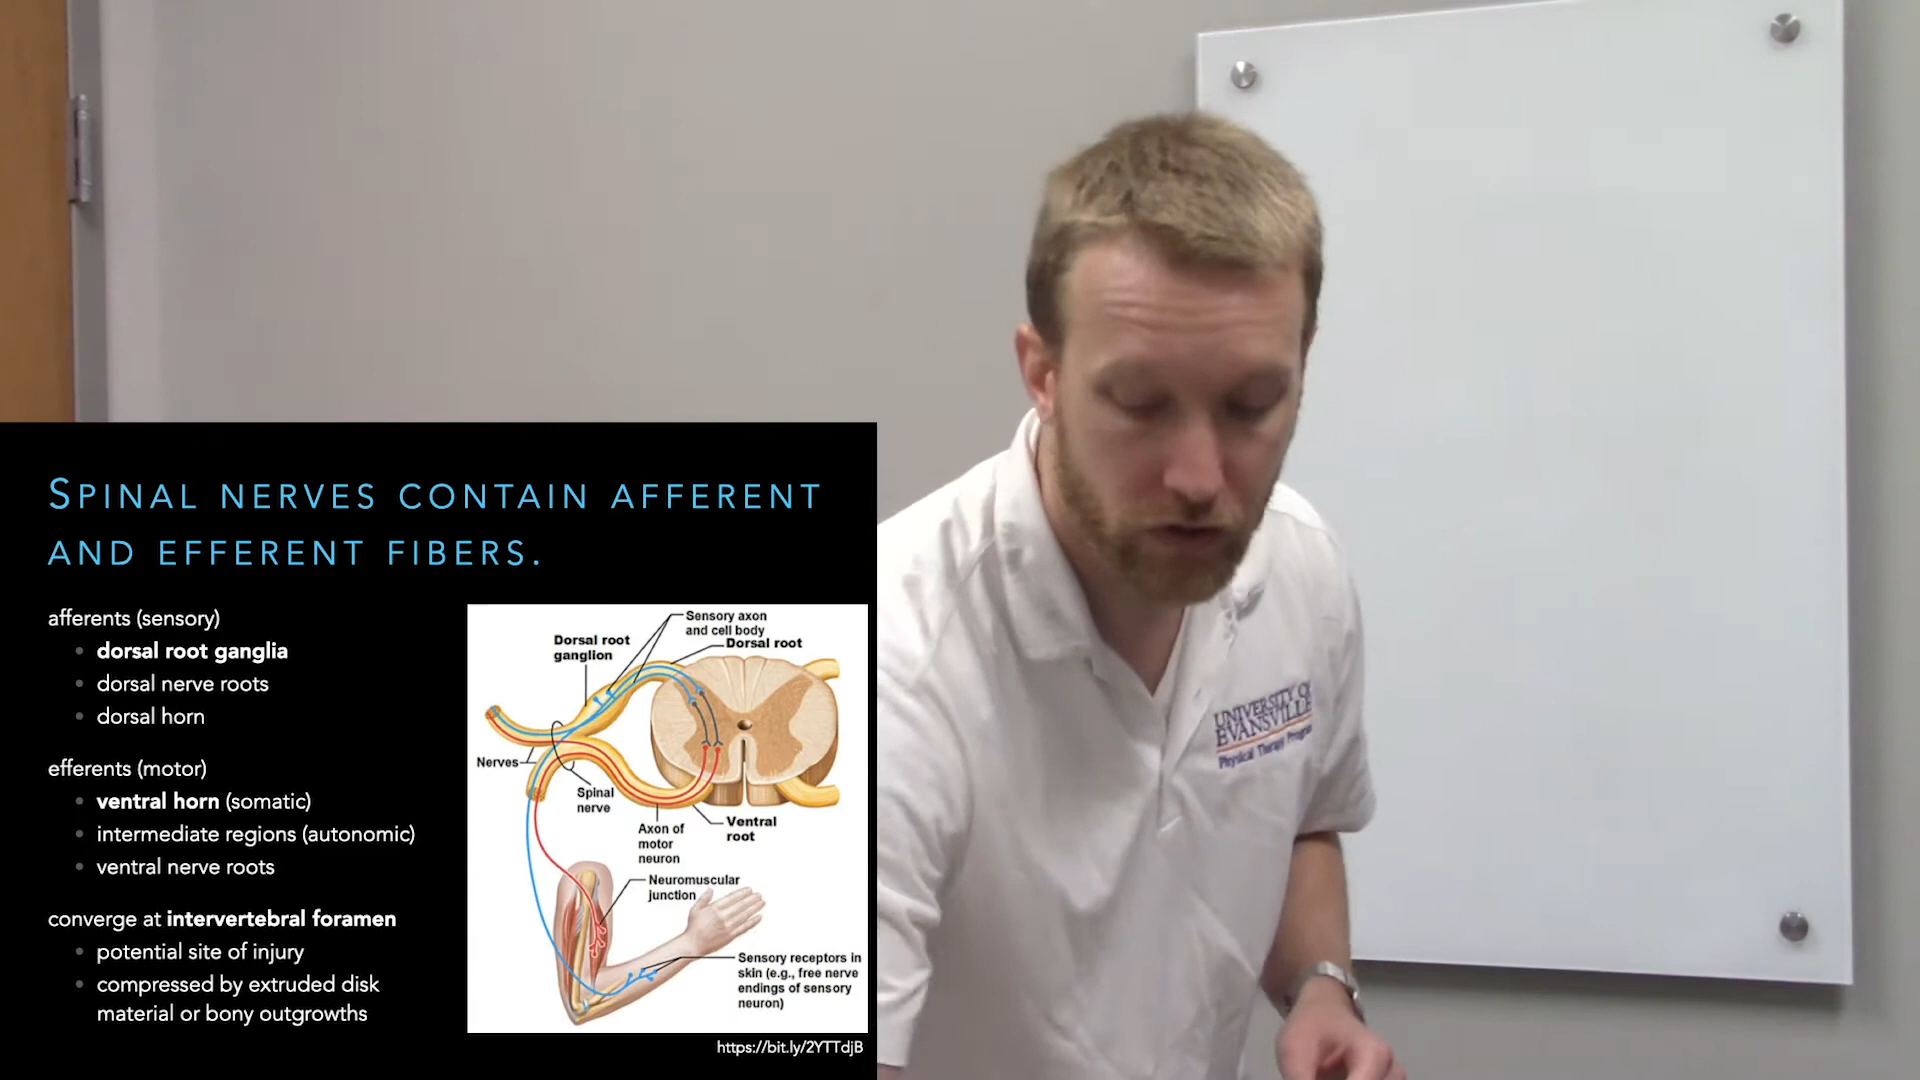 SPINAL NERVES CONTAIN AFFERENT
AND EFFERENT FIBERS.
afferents (sensory)
• dorsal root ganglia
• dorsal nerve roots
• dorsal horn
efferents (motor)
• ventral horn (somatic)
• intermediate regions (autonomic)
• ventral nerve roots
converge at intervertebral foramen
• potential site of injury
• compressed by extruded disk
material or bony outgrowths
Sensory axon
and cell body
Dorsal root
ganglion
Dorsal root
Nerves
Spinal
nerve
Axon of
motor
neuron
Ventral
root
Neuromuscular
junction
Sensory receptors in
skin (e.g., free nerve
endings of sensory
neuron)
https://bit.ly/2YTTdjB
UNIVERSITY OF
EVANSVILLE
Physical Therapy Program